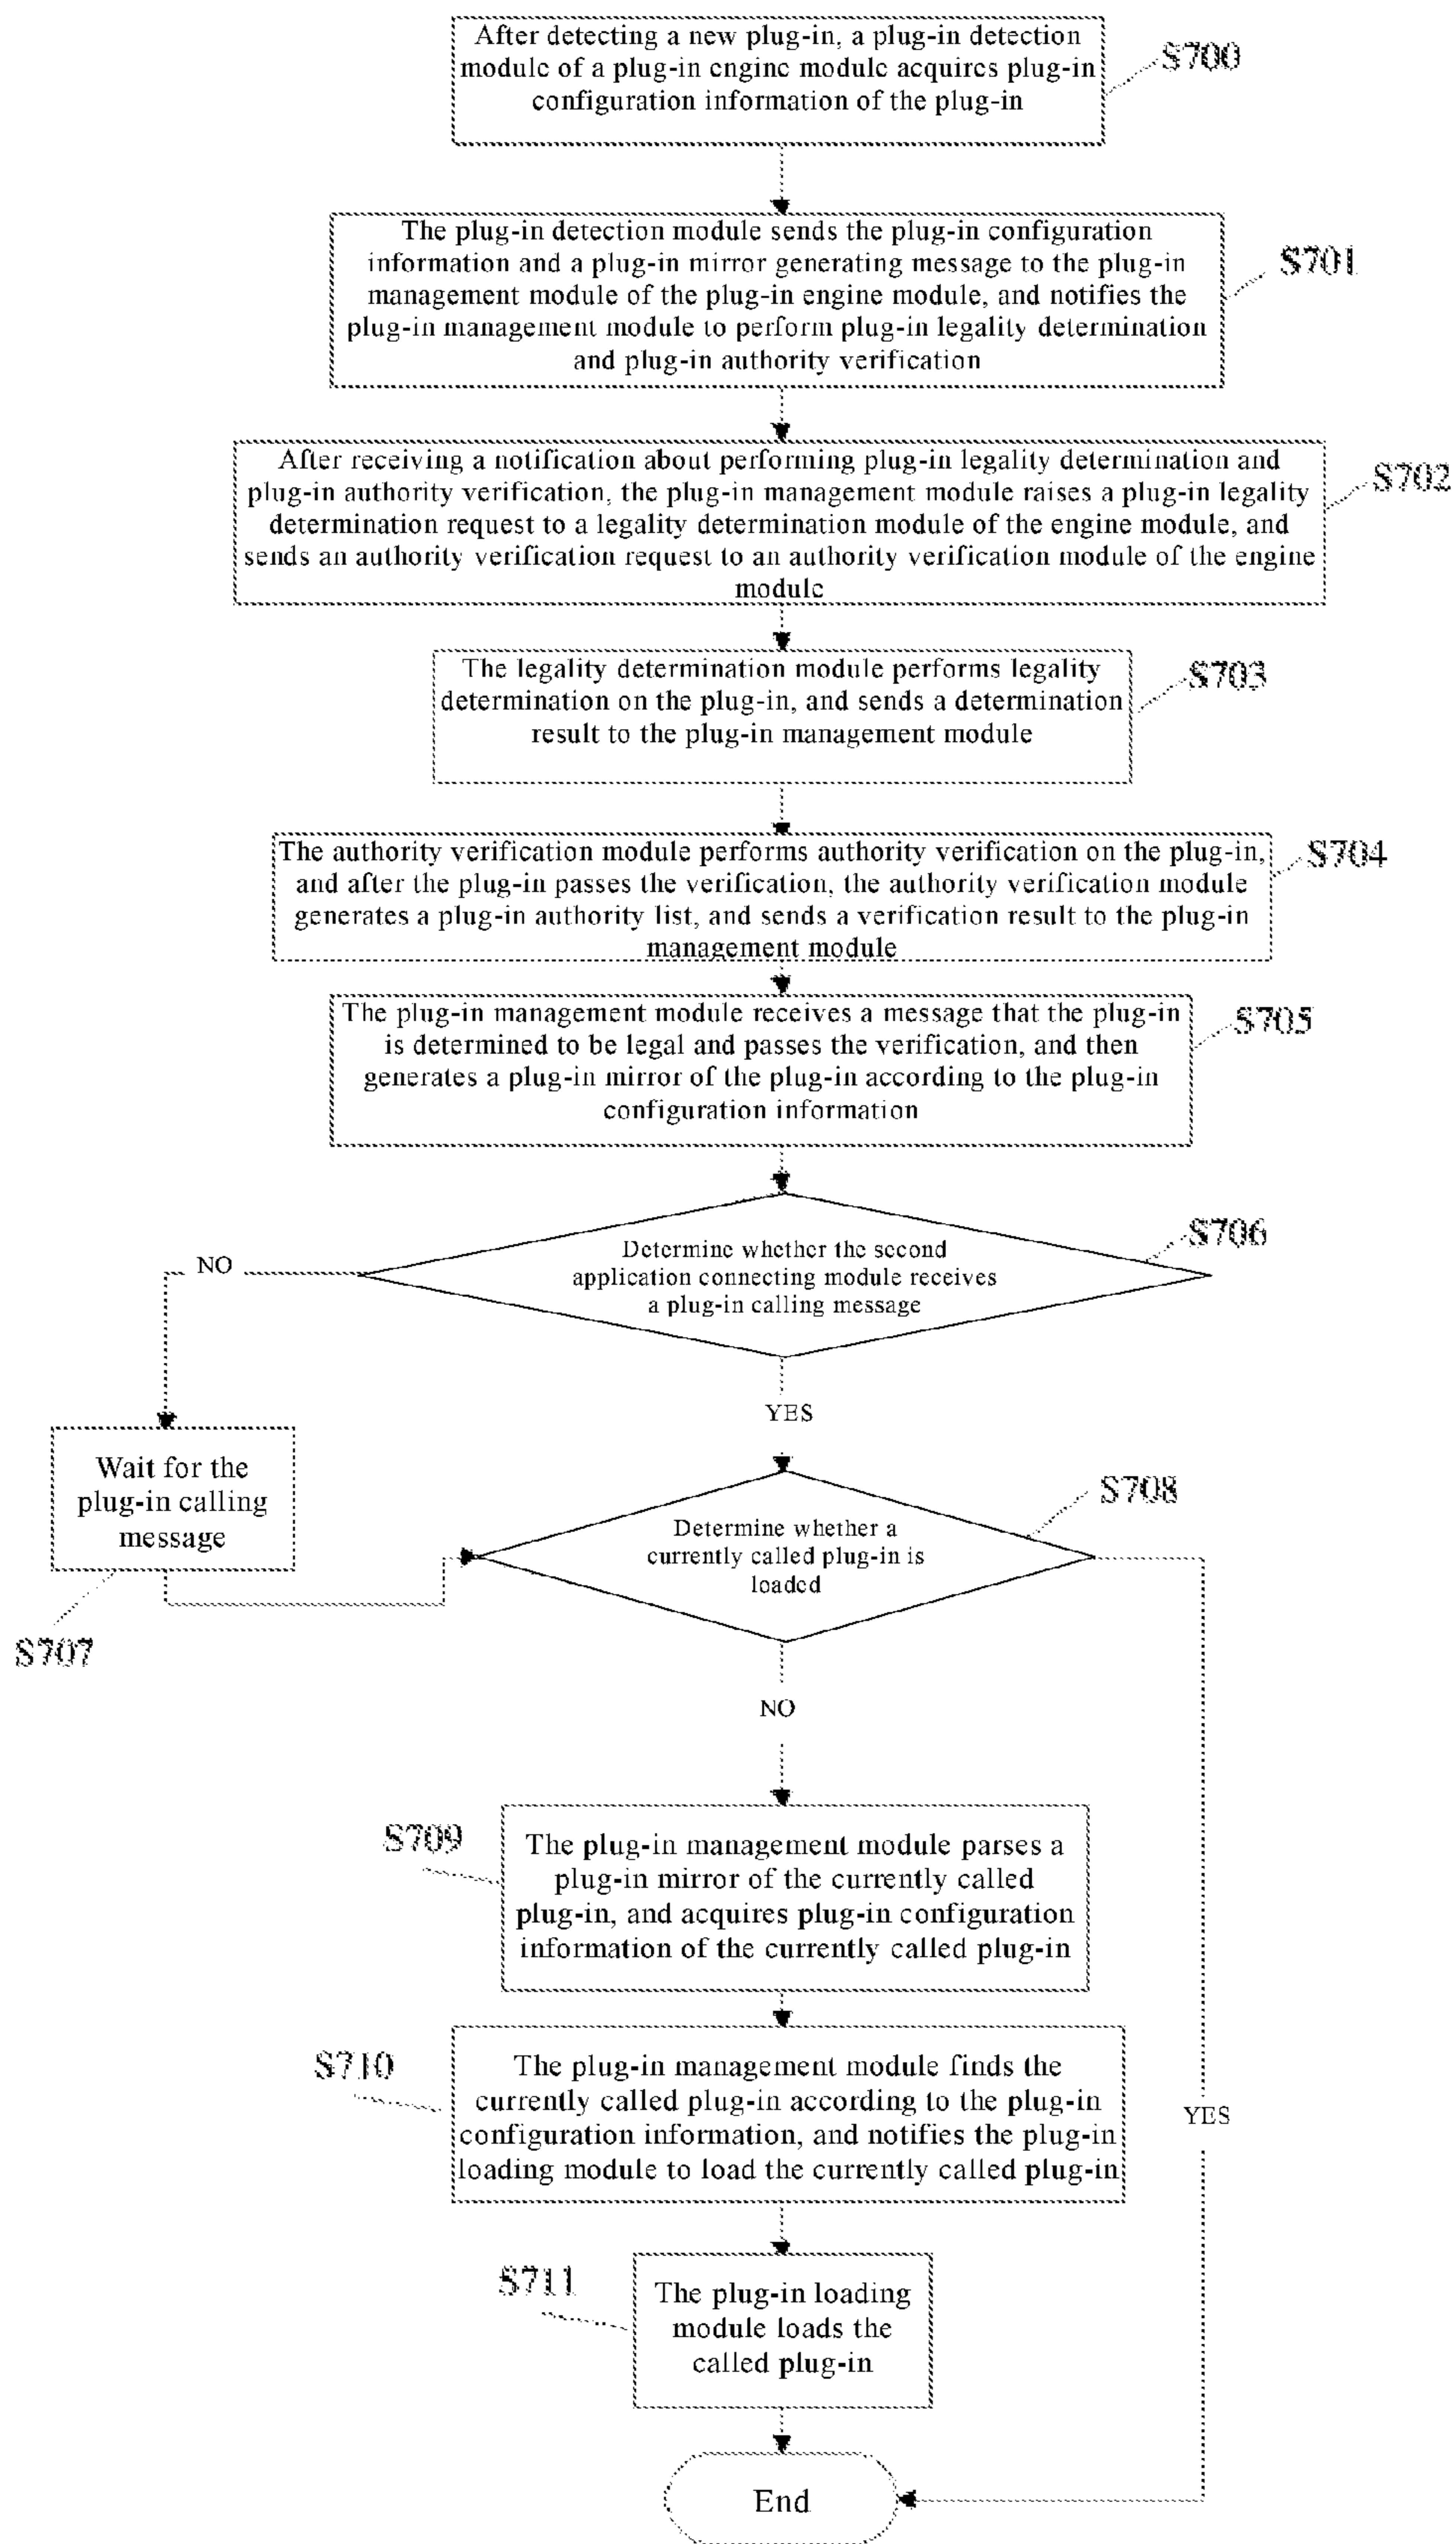 After detecting a new plug-in, a plug-in detection
module of a plug-in engine module acquires plug-in
configuration information of the plug-in
S700
The plug-in detection module sends the plug-in configuration
information and a plug-in mirror generating message to the plug-in
management module of the plug-in engine module, and notifies the
plug-in management module to perform plug-in legality determination
and plug-in authority verification
S701
After receiving a notification about performing plug-in legality determination and
plug-in authority verification, the plug-in management module raises a plug-in legality
determination request to a legality determination module of the engine module, and
sends an authority verification request to an authority verification module of the engine
module
S702
The legality determination module performs legality
determination on the plug-in, and sends a determination
result to the plug-in management module
S703
The authority verification module performs authority verification on the plug-in,
and after the plug-in passes the verification, the authority verification module
generates a plug-in authority list, and sends a verification result to the plug-in
management module
S704
The plug-in management module receives a message that the plug-in
is determined to be legal and passes the verification, and then
generates a plug-in mirror of the plug-in according to the plug-in
configuration information
S705
Determine whether the second
application connecting module receives
a plug-in calling message
S706
NO
YES
Wait for the
plug-in calling
message
S707
Determine whether a
currently called plug-in is
loaded
S708
NO
YES
S709
The plug-in management module parses a
plug-in mirror of the currently called
plug-in, and acquires plug-in configuration
information of the currently called plug-in
S710
The plug-in management module finds the
currently called plug-in according to the plug-in
configuration information, and notifies the plug-in
loading module to load the currently called plug-in
S711
The plug-in loading
module loads the
called plug-in
End